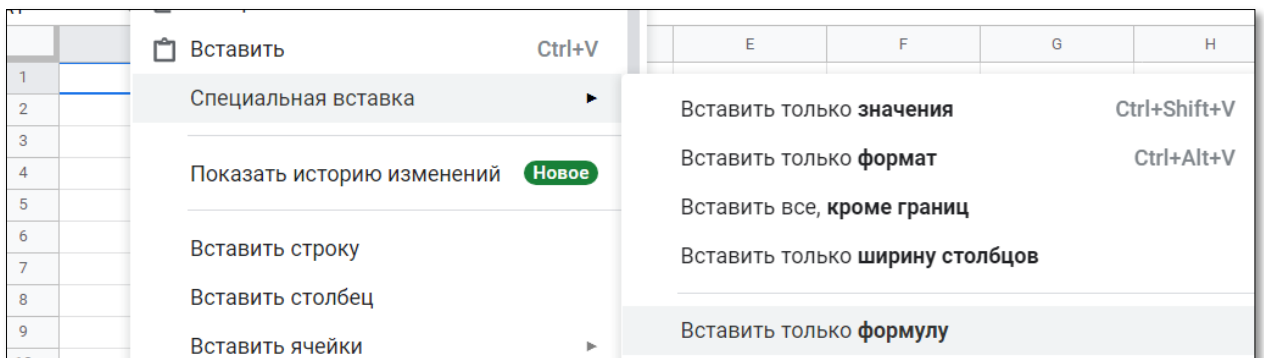 E F G H
Вставить Ctrl+V
1
Специальная вставка
2
Вставить только значения Ctrl+Shift+V
3
Вставить только формат Ctrl+Alt+V
4
Показать историю изменений Новое
5
Вставить все, кроме границ
6
Вставить строку
Вставить только ширину столбцов
7
8
Вставить столбец
9
Вставить только формулу
Вставить ячейки